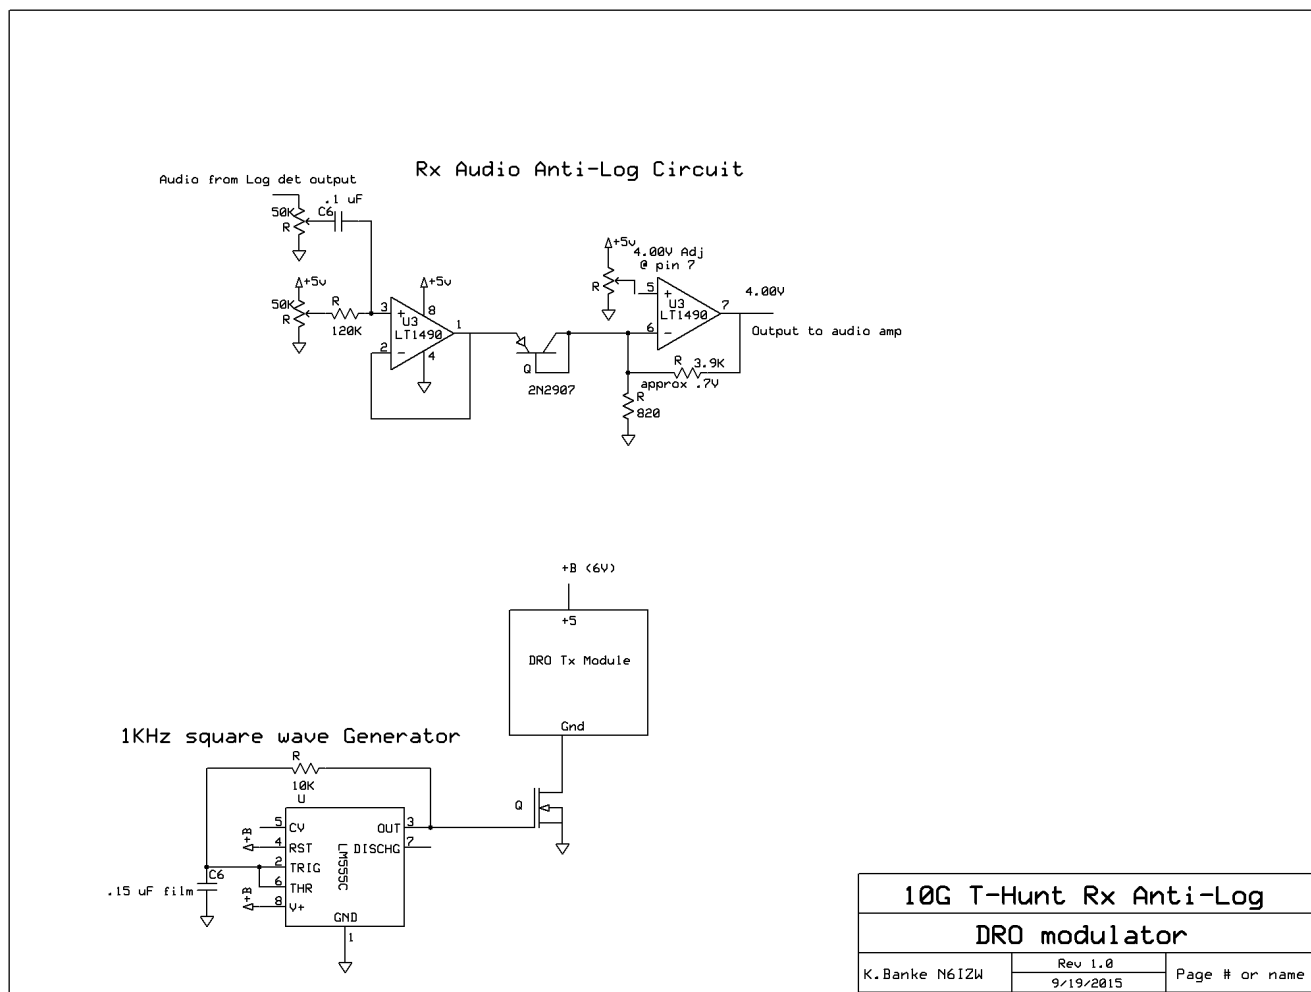 Rx Audio Anti-Log Circuit
Audio from Log det output
.1 uF
50K
C6
R
+5v
4.00V Adj
@ pin 7
R
+5v
+5v
50K
R
R
120K
3
+
8
U3
LT1490
1
2
−
4
Q
2N2907
5
+
U3
LT1490
7
6
−
4.00V
Output to audio amp
R
3.9K
approx .7V
R
820
+B (6V)
+5
DRO Tx Module
Gnd
1KHz square wave Generator
R
10K
U
Q
5
CV
OUT
3
+B
4
RST
DISCHG
7
LM555C
2
TRIG
C6
.15 uF film
6
THR
+B
8
V+
GND
1
10G T-Hunt Rx Anti-Log
DRO modulator
K.Banke N6IZW
Rev 1.0
9/19/2015
Page # or name